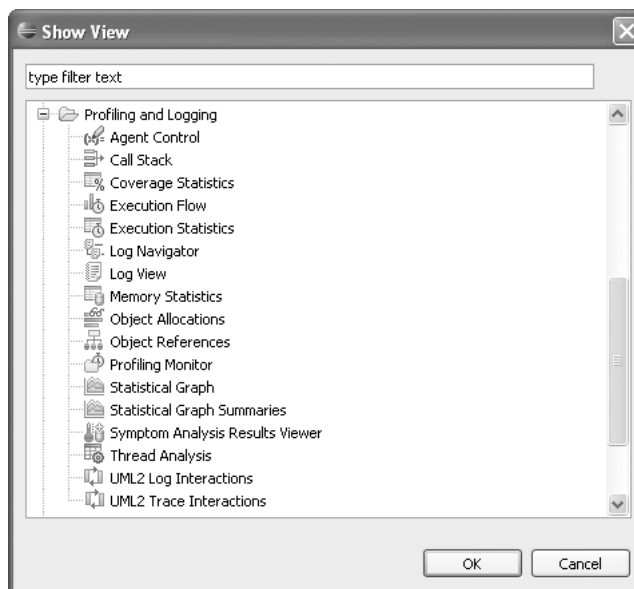 Show View
type filter text
Profiling and Logging
Agent Control
Call Stack
Coverage Statistics
Execution Flow
Execution Statistics
Log Navigator
Log View
Memory Statistics
Object Allocations
Object References
Profiling Monitor
Statistical Graph
Statistical Graph Summaries
Symptom Analysis Results Viewer
Thread Analysis
UML2 Log Interactions
UML2 Trace Interactions
OK Cancel